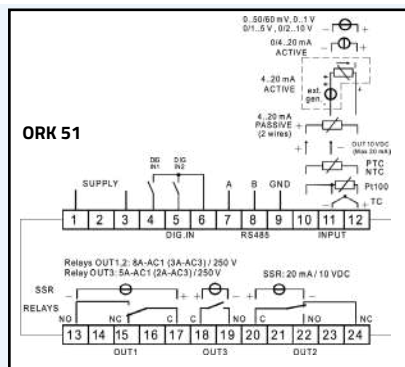 0..50/60 mV, 0..1 V
0/1..5 V , 0/2..10 V
- +
0/4..20 mA
ACTIVE
- +
4..20 mA
ACTIVE
ext.
gen.
4..20 mA
PASSIVE
(2 wires)
+ -
OUT 10 VDC
(Max 20 mA)
ORK 51
PTC
NTC
Pt100
TC
DIG
IN1
DIG
IN2
SUPPLY
A B GND
1 2 3 4 5 6 7 8 9 10 11 12
DIG.IN RS485 INPUT
Relays OUT1,2: 8A-AC1 (3A-AC3) / 250 V
Relay OUT3: 5A-AC1 (2A-AC3) / 250 V
SSR: 20 mA / 10 VDC
SSR - + + - + -
RELAYS
NO NC C C NO C NO NC
13 14 15 16 17 18 19 20 21 22 23 24
OUT1 OUT3 OUT2